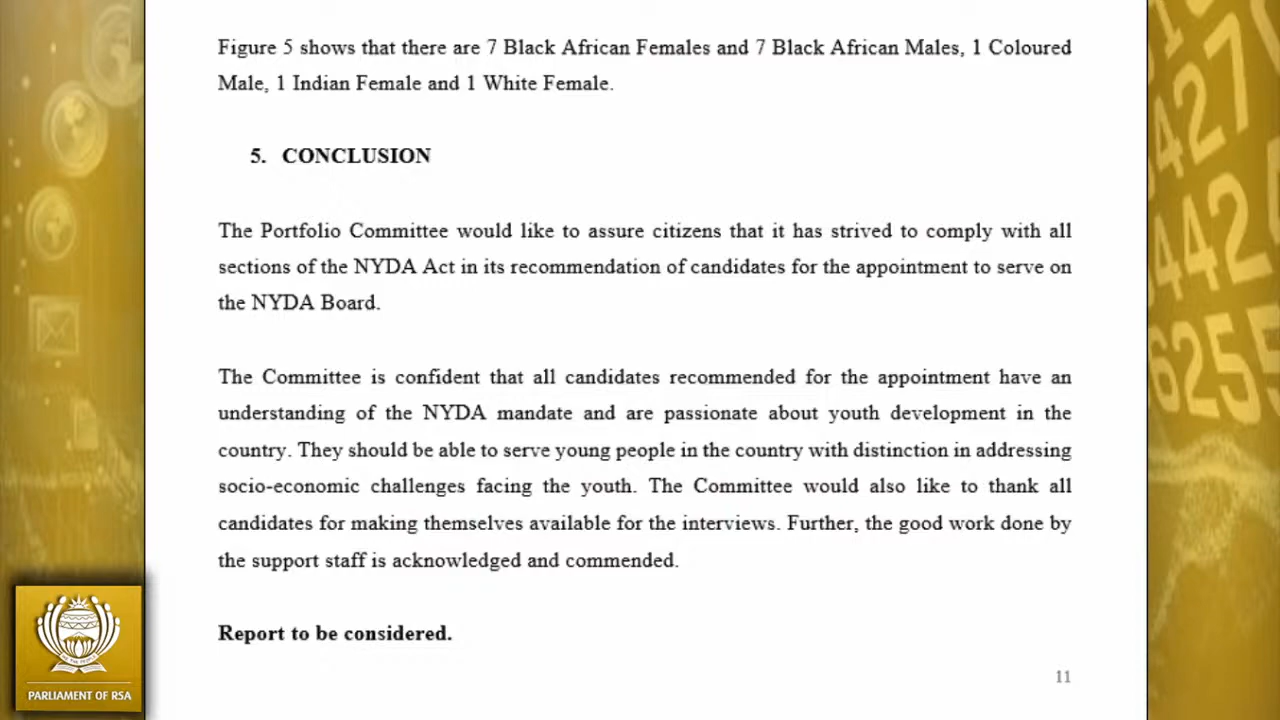 Figure 5 shows that there are 7 Black African Females and 7 Black African Males, 1 Coloured
Male, 1 Indian Female and 1 White Female.
5. CONCLUSION
The Portfolio Committee would like to assure citizens that it has strived to comply with all
sections of the NYDA Act in its recommendation of candidates for the appointment to serve on
the NYDA Board.
The Committee is confident that all candidates recommended for the appointment have an
understanding of the NYDA mandate and are passionate about youth development in the
country. They should be able to serve young people in the country with distinction in addressing
socio-economic challenges facing the youth. The Committee would also like to thank all
candidates for making themselves available for the interviews. Further, the good work done by
the support staff is acknowledged and commended.
Report to be considered.
11
PARLIAMENT OF RSA